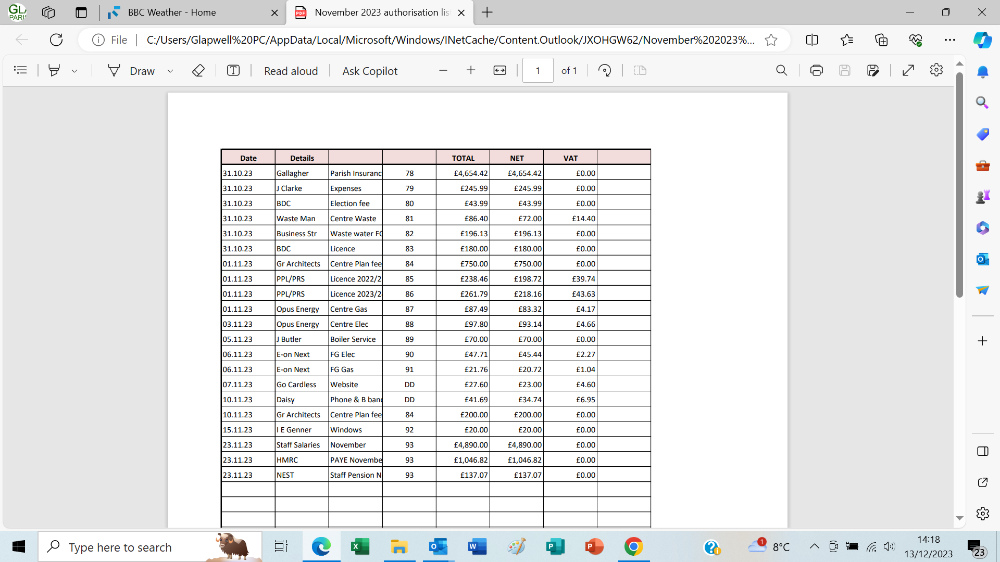 GLA
PARIS
BBC Weather - Home
November 2023 authorisation lis
File
C:/Users/Glapwell%20PC/AppData/Local/Microsoft/Windows/INetCache/Content.Outlook/JXOHGW62/November%202023%...
Draw
Read aloud
Ask Copilot
1 of 1
Date Details TOTAL NET VAT
31.10.23 Gallagher Parish Insuranc 78 £4,654.42 £4,654.42 £0.00
31.10.23 J Clarke Expenses 79 £245.99 £245.99 £0.00
31.10.23 BDC Election fee 80 £43.99 £43.99 £0.00
31.10.23 Waste Man Centre Waste 81 £86.40 £72.00 £14.40
31.10.23 Business Str Waste water FG 82 £196.13 £196.13 £0.00
31.10.23 BDC Licence 83 £180.00 £180.00 £0.00
01.11.23 Gr Architects Centre Plan fee 84 £750.00 £750.00 £0.00
01.11.23 PPL/PRS Licence 2022/2 85 £238.46 £198.72 £39.74
01.11.23 PPL/PRS Licence 2023/2 86 £261.79 £218.16 £43.63
01.11.23 Opus Energy Centre Gas 87 £87.49 £83.32 £4.17
03.11.23 Opus Energy Centre Elec 88 £97.80 £93.14 £4.66
05.11.23 J Butler Boiler Service 89 £70.00 £70.00 £0.00
06.11.23 E-on Next FG Elec 90 £47.71 £45.44 £2.27
06.11.23 E-on Next FG Gas 91 £21.76 £20.72 £1.04
07.11.23 Go Cardless Website DD £27.60 £23.00 £4.60
10.11.23 Daisy Phone & B band DD £41.69 £34.74 £6.95
10.11.23 Gr Architects Centre Plan fee 84 £200.00 £200.00 £0.00
15.11.23 I E Genner Windows 92 £20.00 £20.00 £0.00
23.11.23 Staff Salaries November 93 £4,890.00 £4,890.00 £0.00
23.11.23 HMRC PAYE Novembe 93 £1,046.82 £1,046.82 £0.00
23.11.23 NEST Staff Pension N 93 £137.07 £137.07 £0.00
Type here to search
1
8°C
14:18
13/12/2023
23